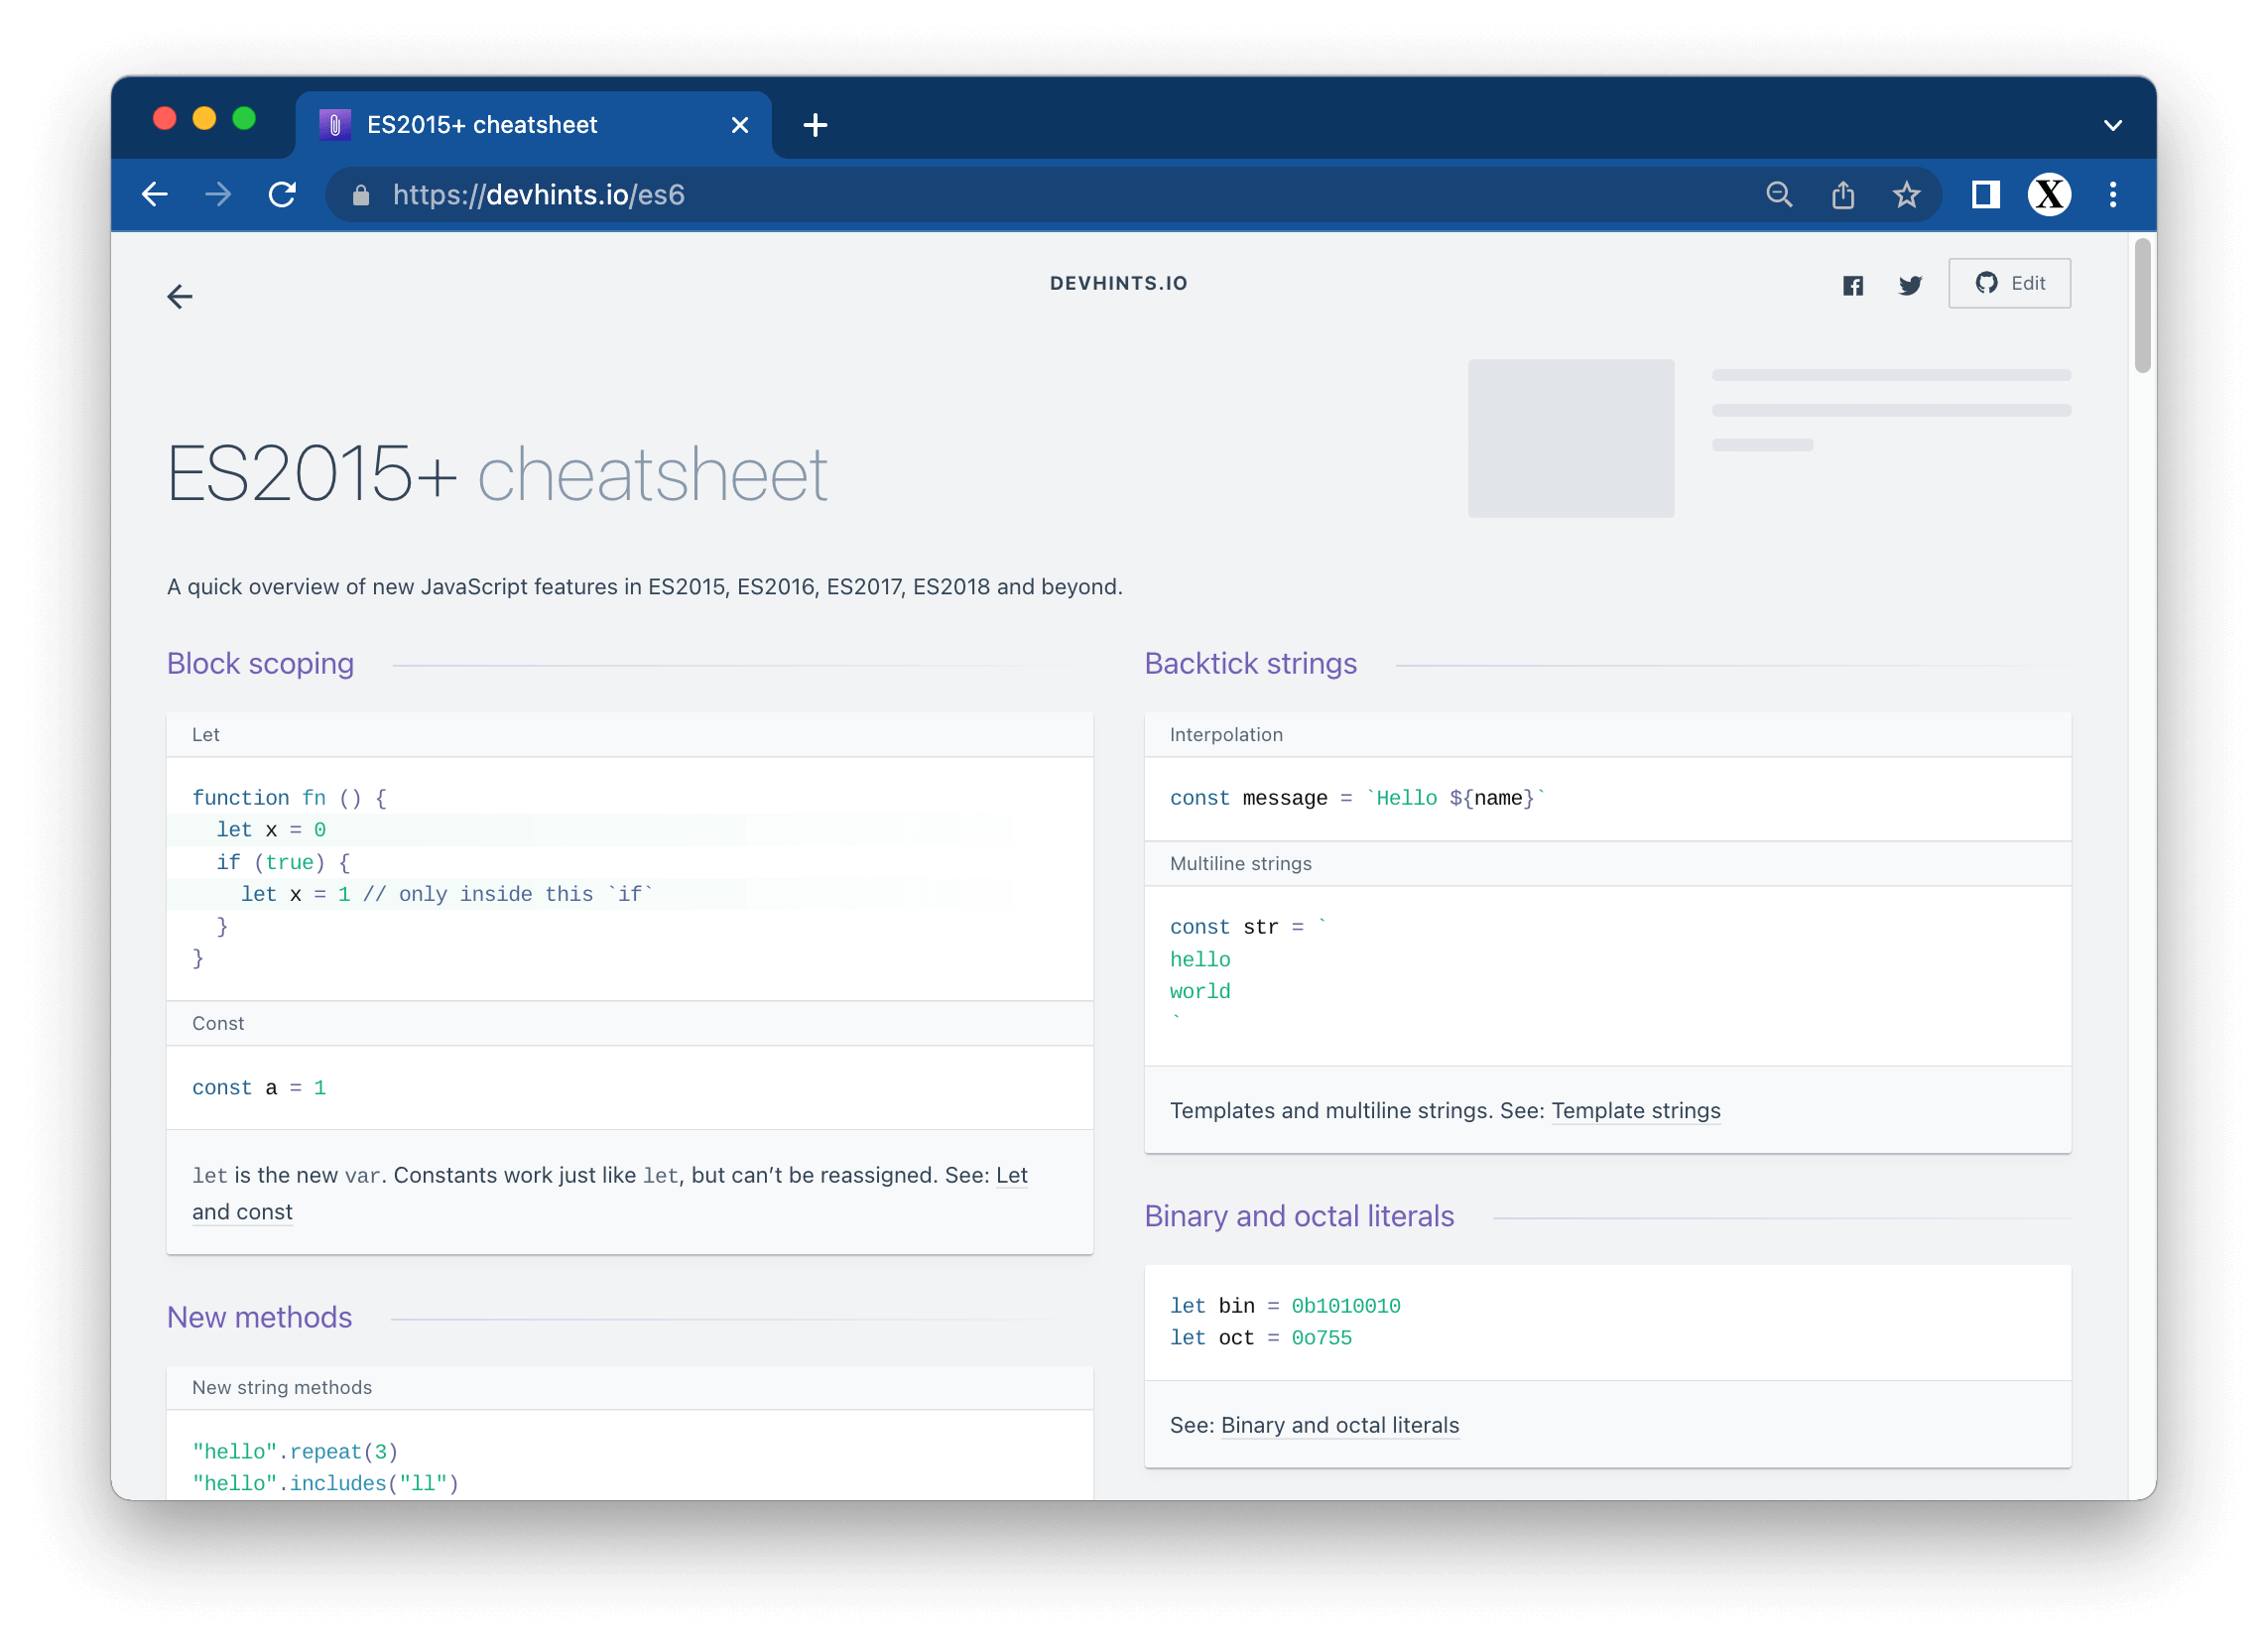 ES2015+ cheatsheet
https://devhints.io/es6
X
DEVHINTS.IO
Edit
ES2015+ cheatsheet
A quick overview of new JavaScript features in ES2015, ES2016, ES2017, ES2018 and beyond.
Block scoping
Let
function fn () {
  let x = 0
  if (true) {
    let x = 1 // only inside this `if`
  }
}
Const
const a = 1
let is the new var. Constants work just like let, but can’t be reassigned. See: Let
and const
New methods
New string methods
"hello".repeat(3)
"hello".includes("ll")
Backtick strings
Interpolation
const message = `Hello ${name}`
Multiline strings
const str = `
hello
world
`
Templates and multiline strings. See: Template strings
Binary and octal literals
let bin = 0b1010010
let oct = 0o755
See: Binary and octal literals